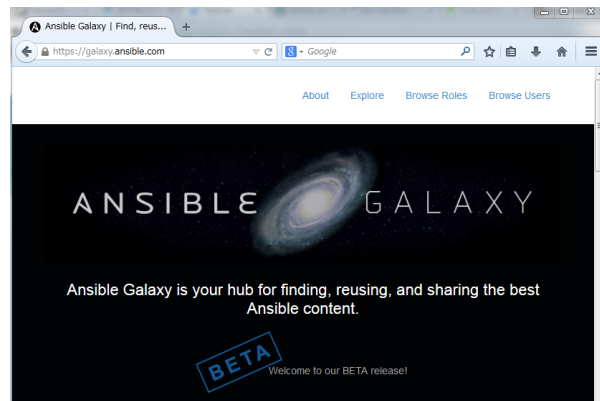 Ansible Galaxy | Find, reus...
https://galaxy.ansible.com
Google
About Explore Browse Roles Browse Users
ANSIBLE GALAXY
Ansible Galaxy is your hub for finding, reusing, and sharing the best
Ansible content.
BETA
Welcome to our BETA release!